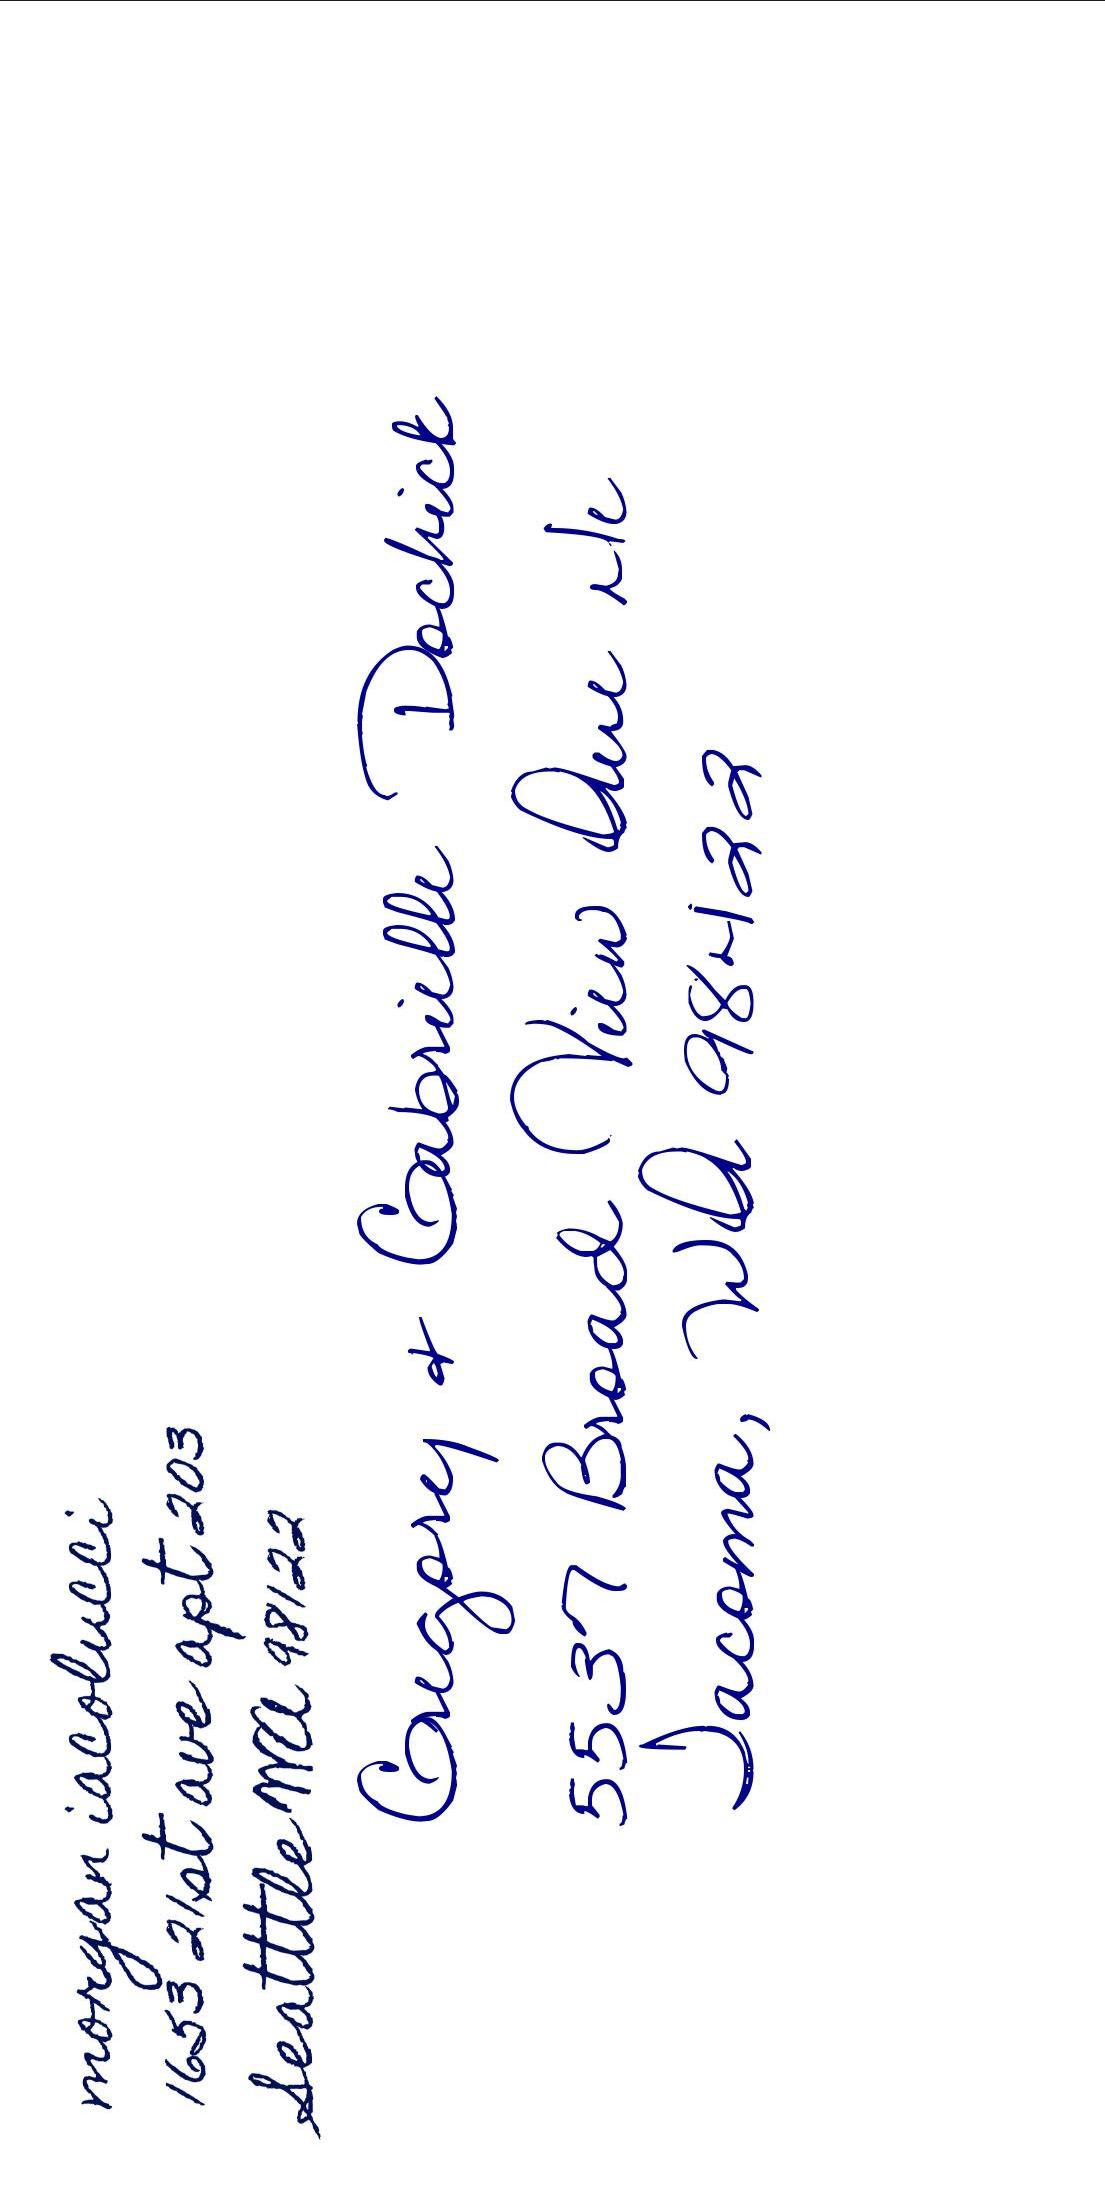 morgan iacolucci
1653 21st ave apt 203
Seattle WA 98122
Gregory & Gabrielle Dochick
5537 Broad View Ave Ne
Tacoma, WA 98422